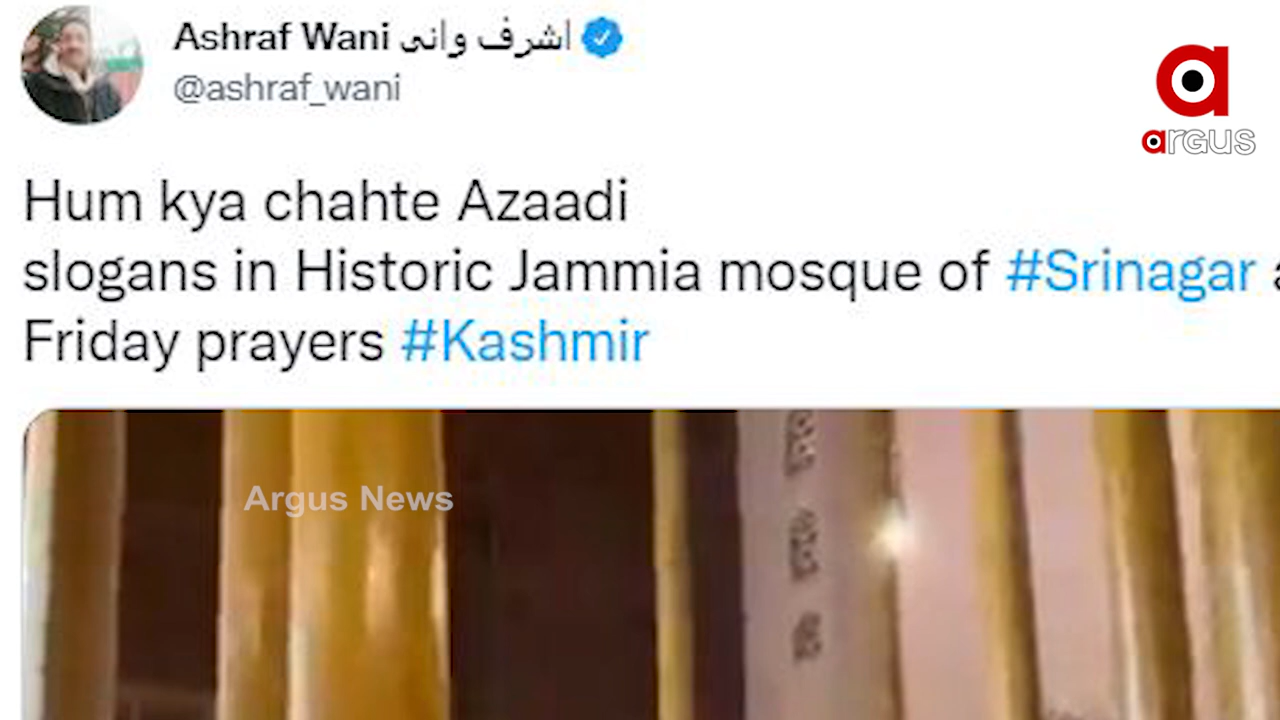 Ashraf Wani اشرف وانی
@ashraf_wani
argus
Hum kya chahte Azaadi
slogans in Historic Jammia mosque of #Srinagar
Friday prayers #Kashmir
Argus News